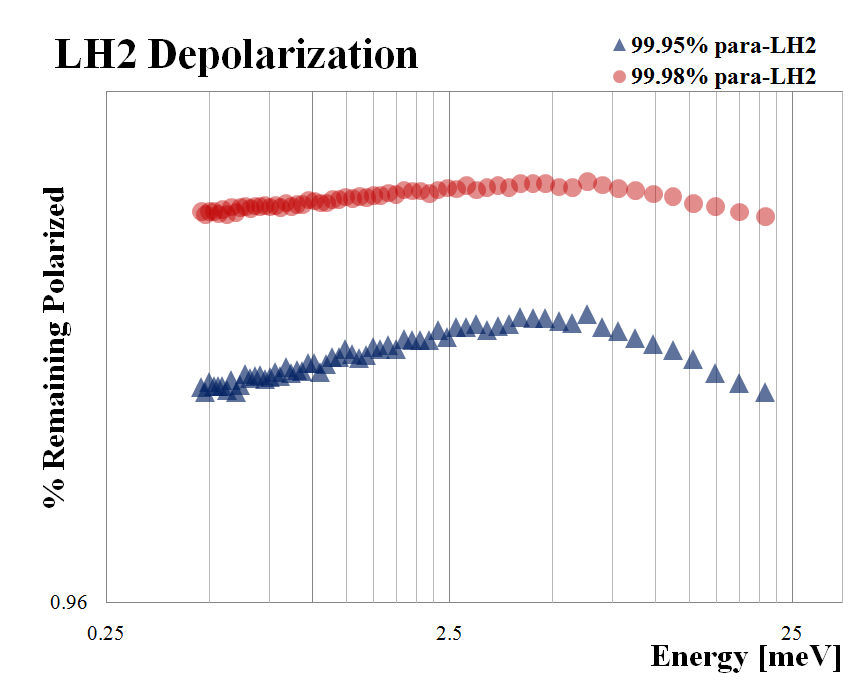 LH2 Depolarization
99.95% para-LH2
99.98% para-LH2
% Remaining Polarized
0.96
0.25
2.5
25
Energy [meV]